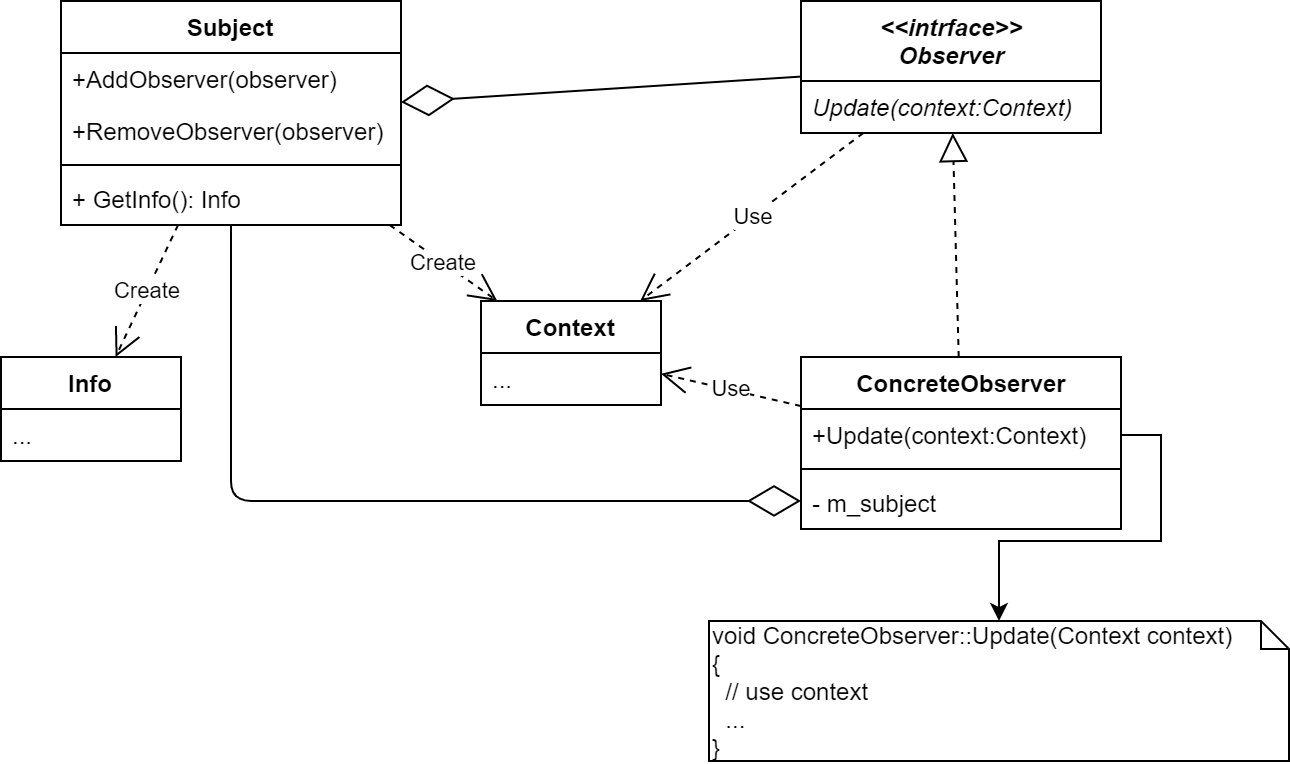 Subject
+AddObserver(observer)
+RemoveObserver(observer)
+ GetInfo(): Info
<<intrface>>
Observer
Update(context:Context)
Use
Create
Create
Context
...
Info
...
Use
ConcreteObserver
+Update(context:Context)
- m_subject
void ConcreteObserver::Update(Context context)
{
// use context
...
}